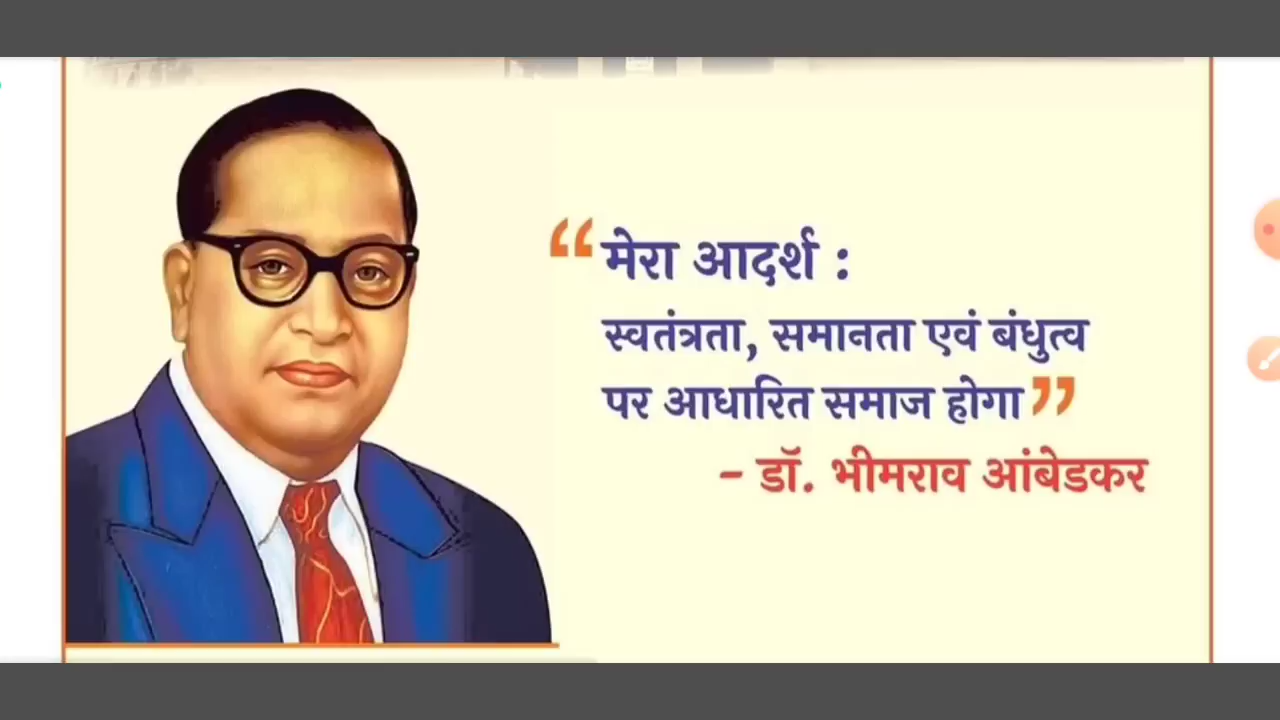 “मेरा आदर्श :
स्वतंत्रता, समानता एवं बंधुत्व
पर आधारित समाज होगा”
- डॉ. भीमराव आंबेडकर